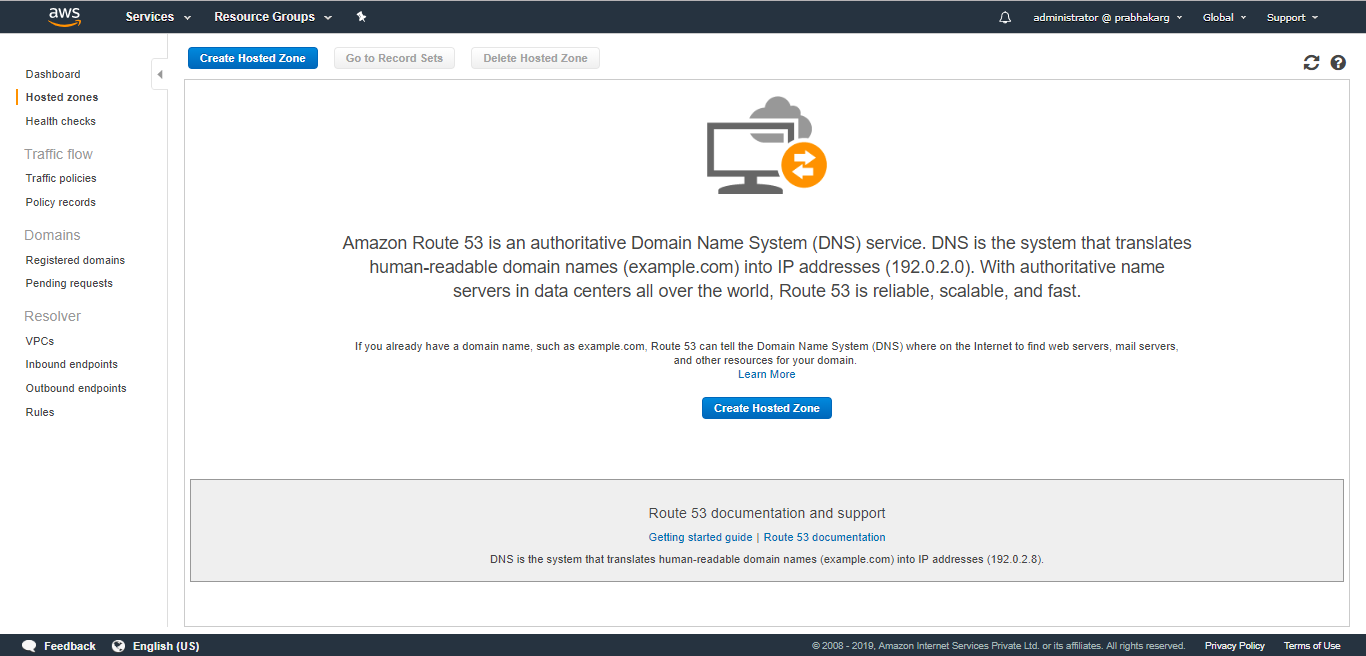 aws
Services
Resource Groups
administrator @ prabhakarg
Global
Support
Dashboard
Hosted zones
Health checks
Traffic flow
Traffic policies
Policy records
Domains
Registered domains
Pending requests
Resolver
VPCs
Inbound endpoints
Outbound endpoints
Rules
Create Hosted Zone
Go to Record Sets
Delete Hosted Zone
Amazon Route 53 is an authoritative Domain Name System (DNS) service. DNS is the system that translates
human-readable domain names (example.com) into IP addresses (192.0.2.0). With authoritative name
servers in data centers all over the world, Route 53 is reliable, scalable, and fast.
If you already have a domain name, such as example.com, Route 53 can tell the Domain Name System (DNS) where on the Internet to find web servers, mail servers,
and other resources for your domain.
Learn More
Create Hosted Zone
Route 53 documentation and support
Getting started guide | Route 53 documentation
DNS is the system that translates human-readable domain names (example.com) into IP addresses (192.0.2.8).
Feedback
English (US)
© 2008 - 2019, Amazon Internet Services Private Ltd. or its affiliates. All rights reserved.
Privacy Policy
Terms of Use